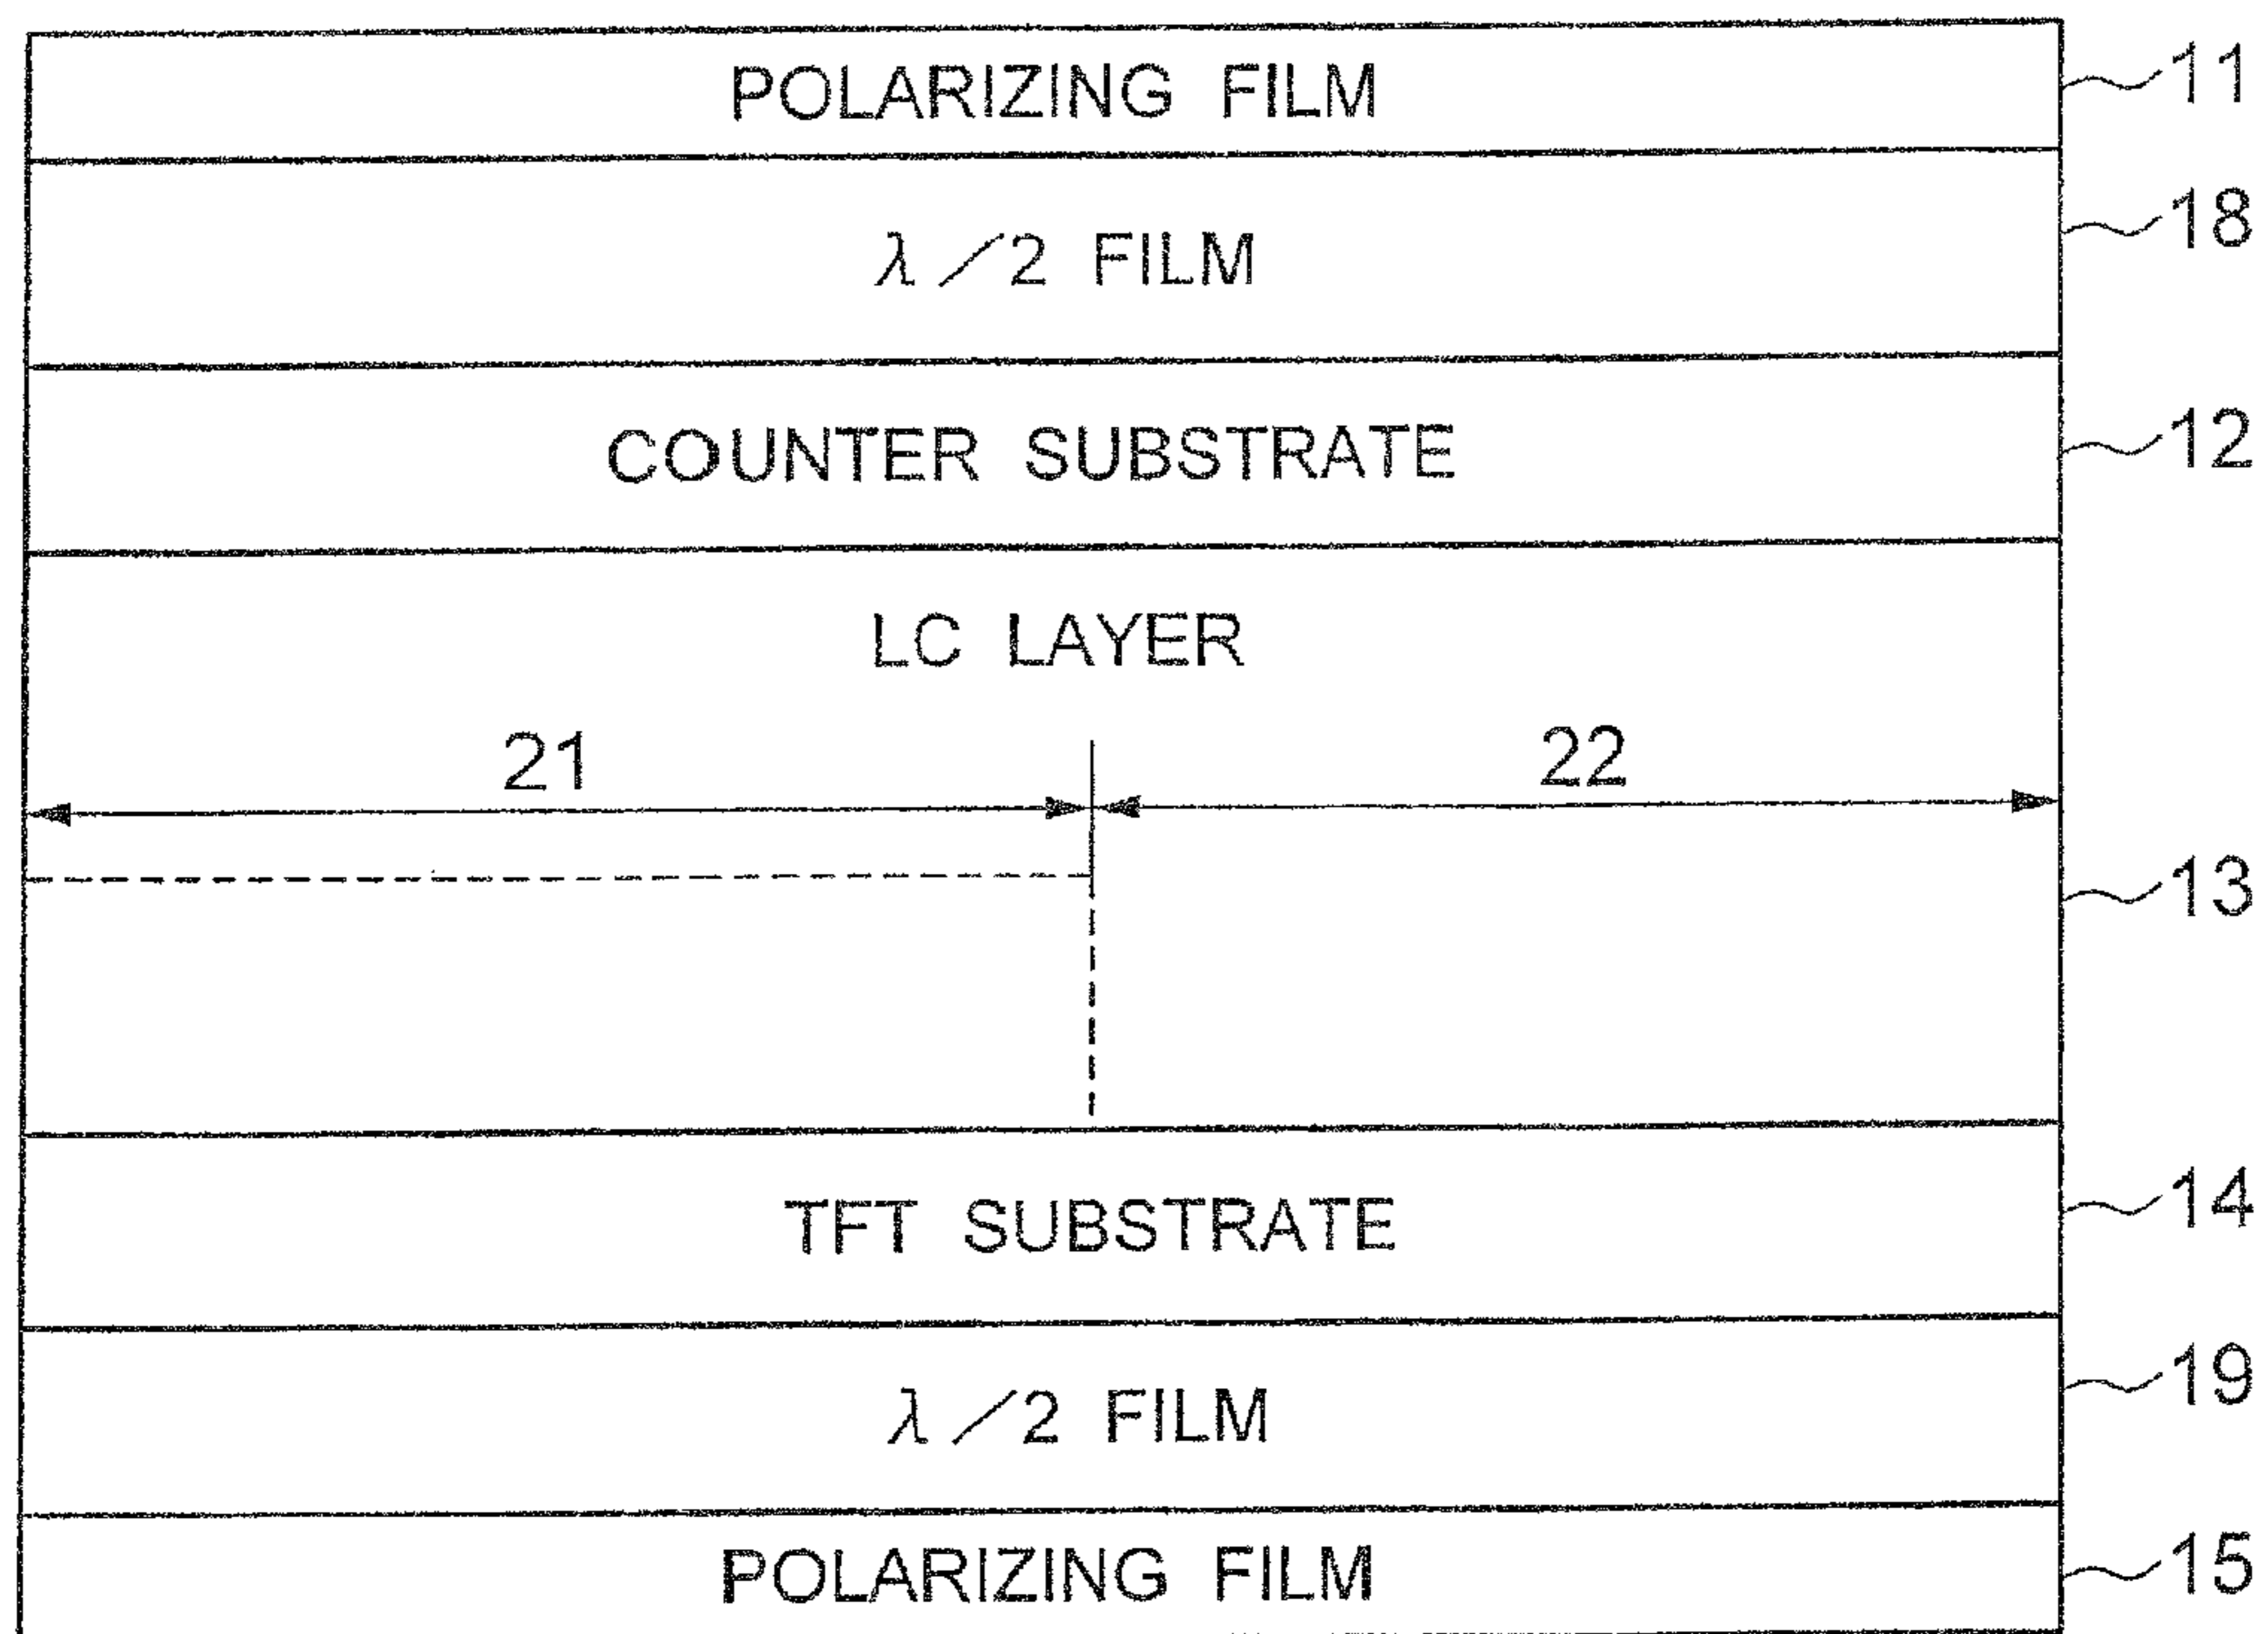 POLARIZING FILM 11
λ/2 FILM 18
COUNTER SUBSTRATE 12
LC LAYER
21 22
13
TFT SUBSTRATE 14
λ/2 FILM 19
POLARIZING FILM 15